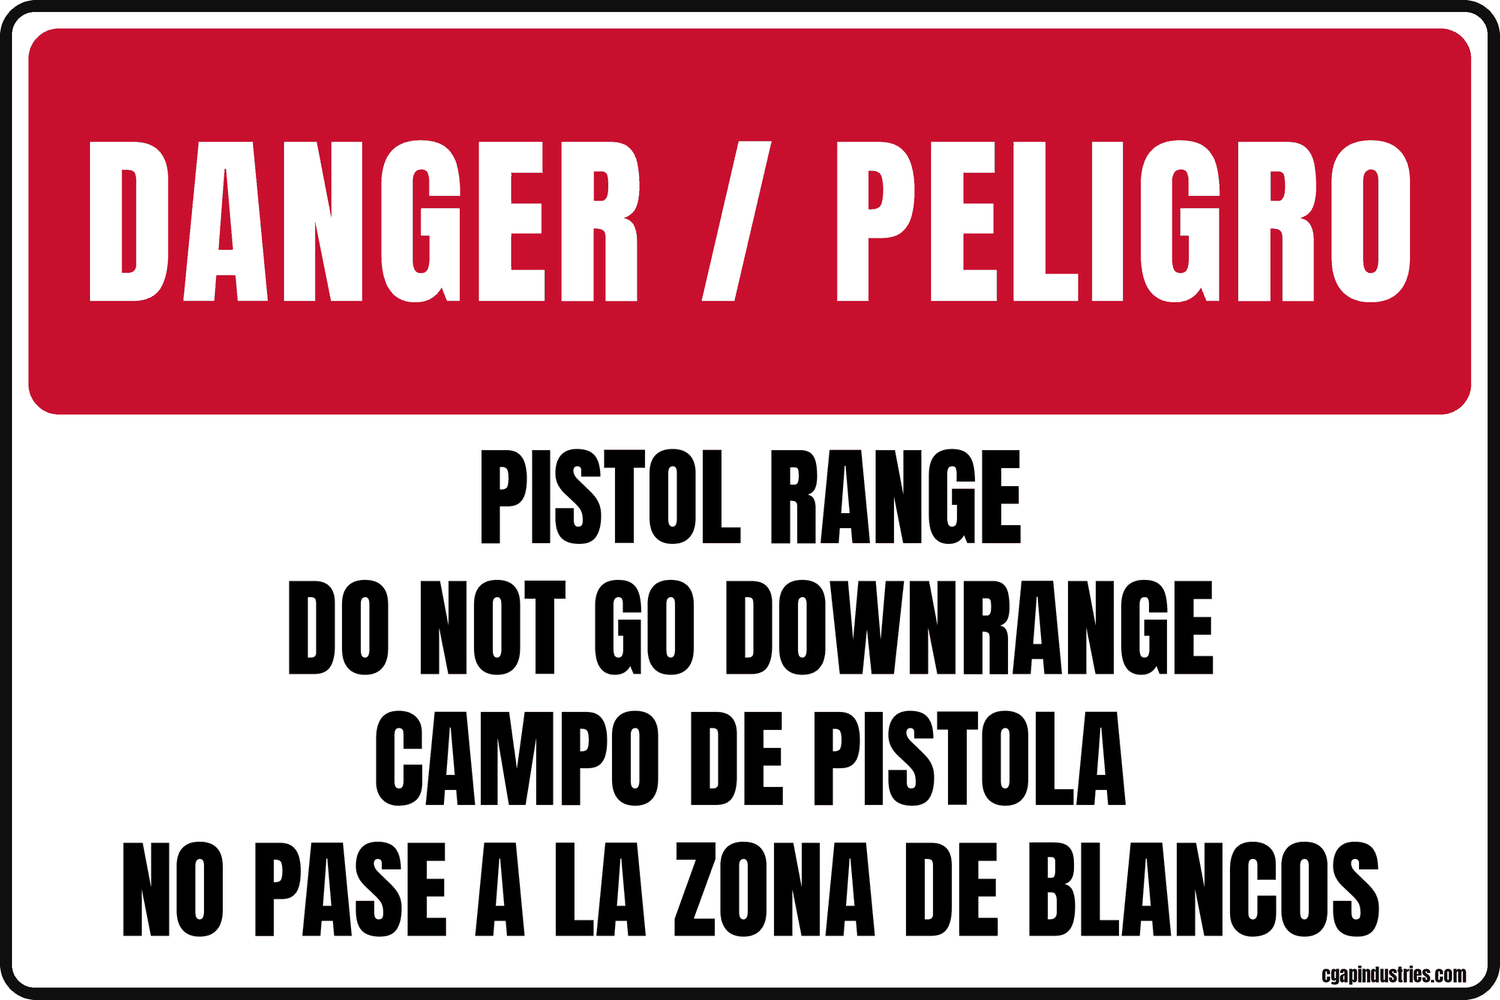 DANGER / PELIGRO
PISTOL RANGE
DO NOT GO DOWNRANGE
CAMPO DE PISTOLA
NO PASE A LA ZONA DE BLANCOS
cgapindustries.com